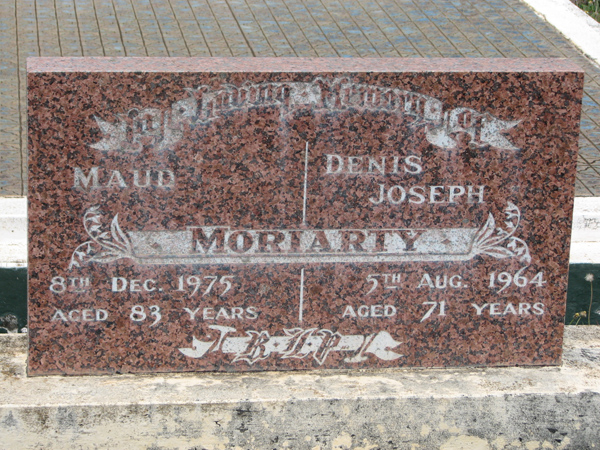 In Loving Memory of
MAUD
DENIS
JOSEPH
MORIARTY
8TH DEC. 1975
AGED 83 YEARS
5TH AUG. 1964
AGED 71 YEARS
R.I.P